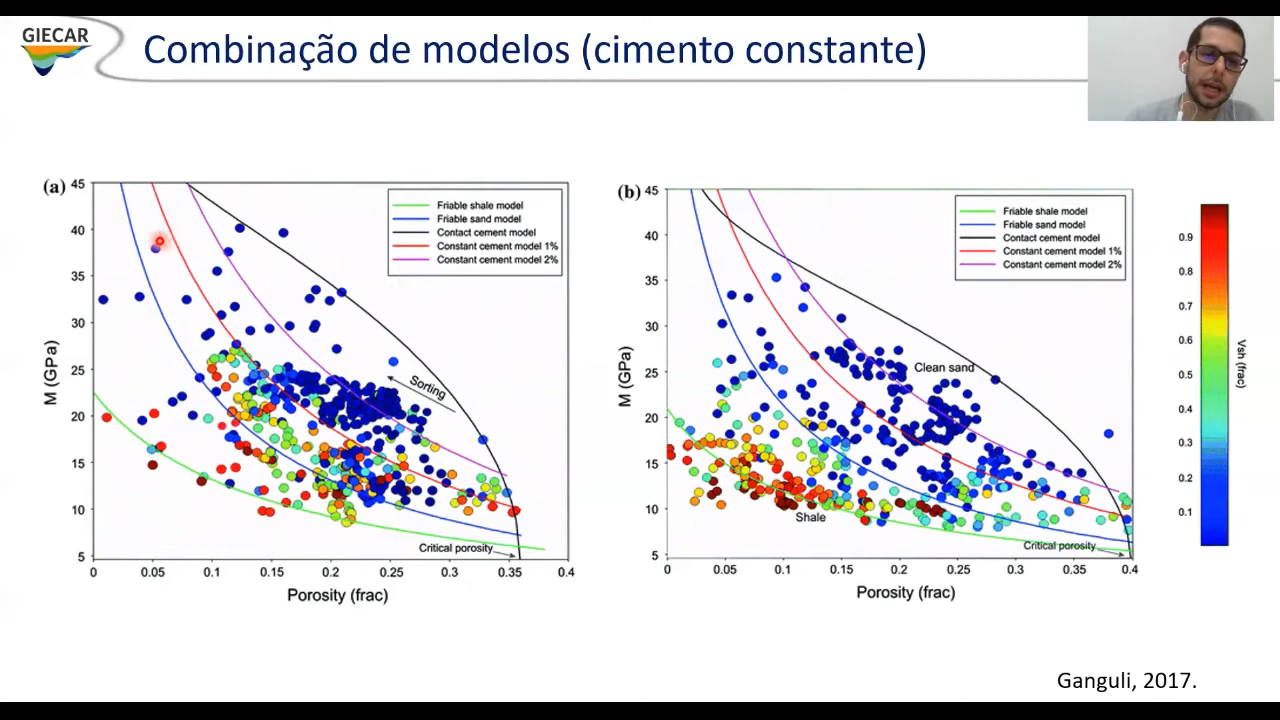 GIECAR
Combinação de modelos (cimento constante)
(a)
45
40
35
30
25
20
15
10
5
M (GPa)
Friable shale model
Friable sand model
Contact cement model
Constant cement model 1%
Constant cement model 2%
Sorting
Critical porosity
0 0.05 0.1 0.15 0.2 0.25 0.3 0.35 0.4
Porosity (frac)
(b)
45
40
35
30
25
20
15
10
5
M (GPa)
Friable shale model
Friable sand model
Contact cement model
Constant cement model 1%
Constant cement model 2%
Clean sand
Shale
Critical porosity
0 0.05 0.1 0.15 0.2 0.25 0.3 0.35 0.4
Porosity (frac)
0.9
0.8
0.7
0.6
0.5
0.4
0.3
0.2
0.1
Vsh (frac)
Ganguli, 2017.